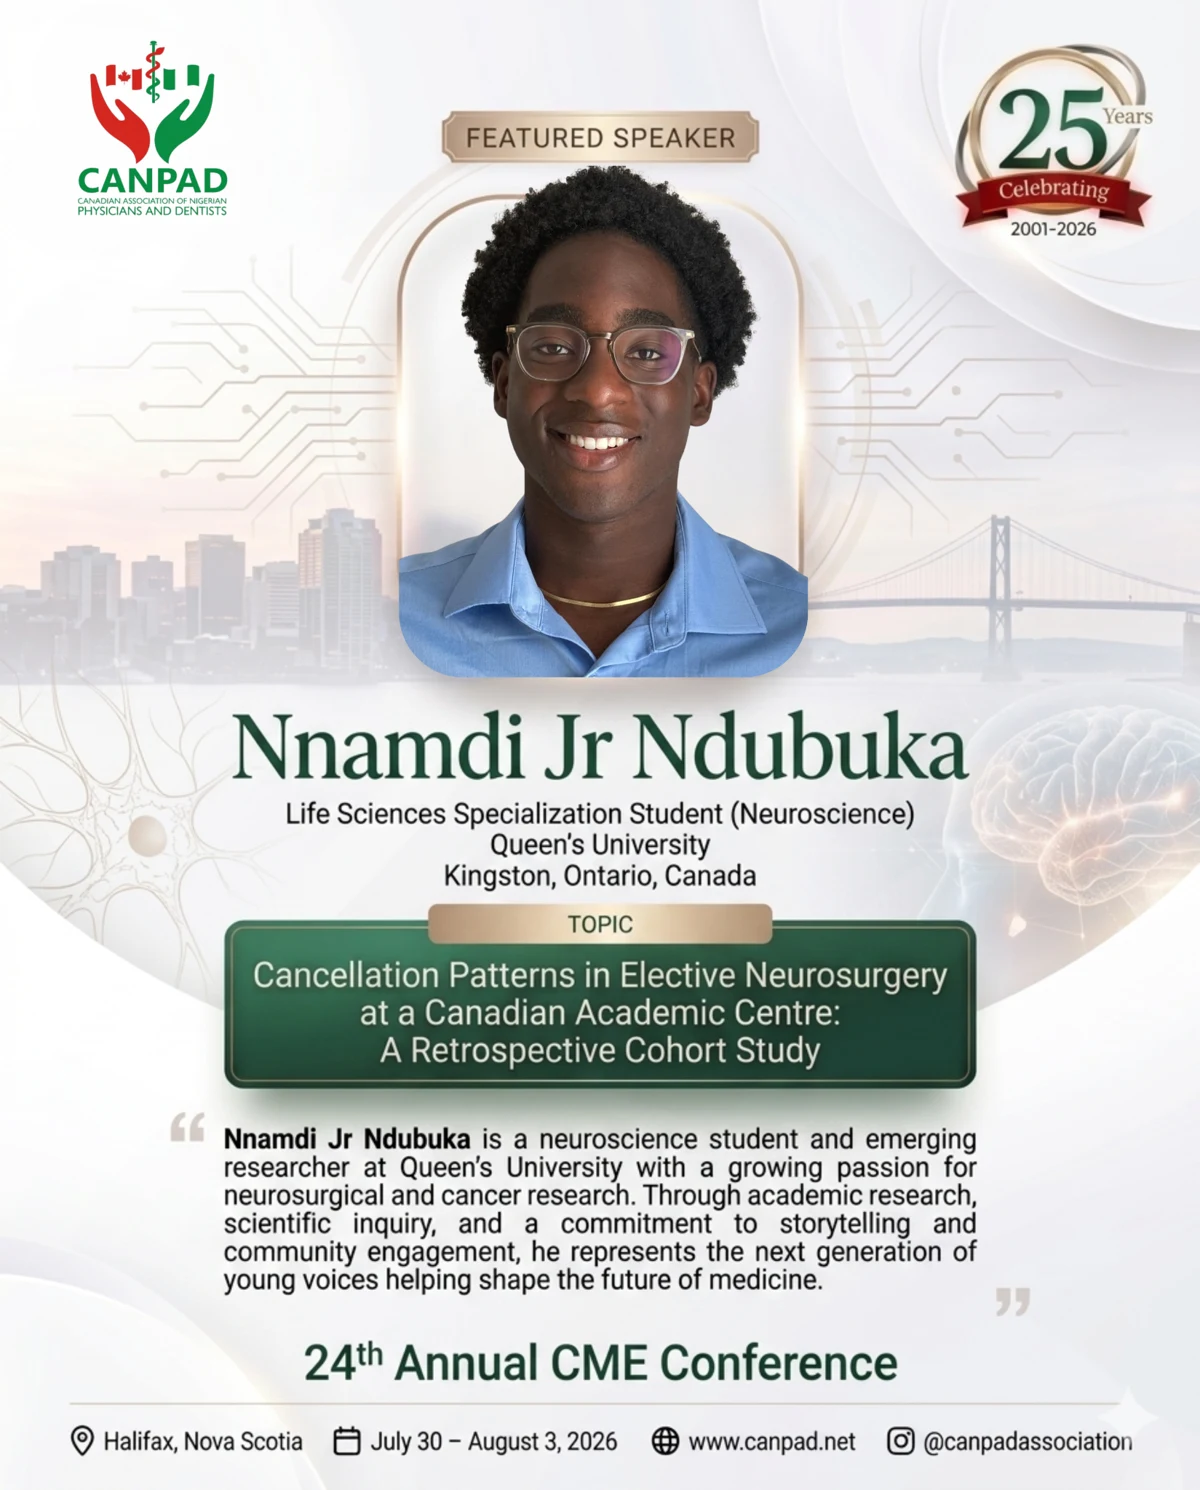 CANPAD
CANADIAN ASSOCIATION OF NIGERIAN
PHYSICIANS AND DENTISTS
FEATURED SPEAKER
25 Years
Celebrating
2001-2026
Nnamdi Jr Ndubuka
Life Sciences Specialization Student (Neuroscience)
Queen's University
Kingston, Ontario, Canada
TOPIC
Cancellation Patterns in Elective Neurosurgery
at a Canadian Academic Centre:
A Retrospective Cohort Study
“
Nnamdi Jr Ndubuka is a neuroscience student and emerging
researcher at Queen's University with a growing passion for
neurosurgical and cancer research. Through academic research,
scientific inquiry, and a commitment to storytelling and
community engagement, he represents the next generation of
young voices helping shape the future of medicine.
”
24th Annual CME Conference
Halifax, Nova Scotia
July 30 – August 3, 2026
www.canpad.net
@canpadassociation